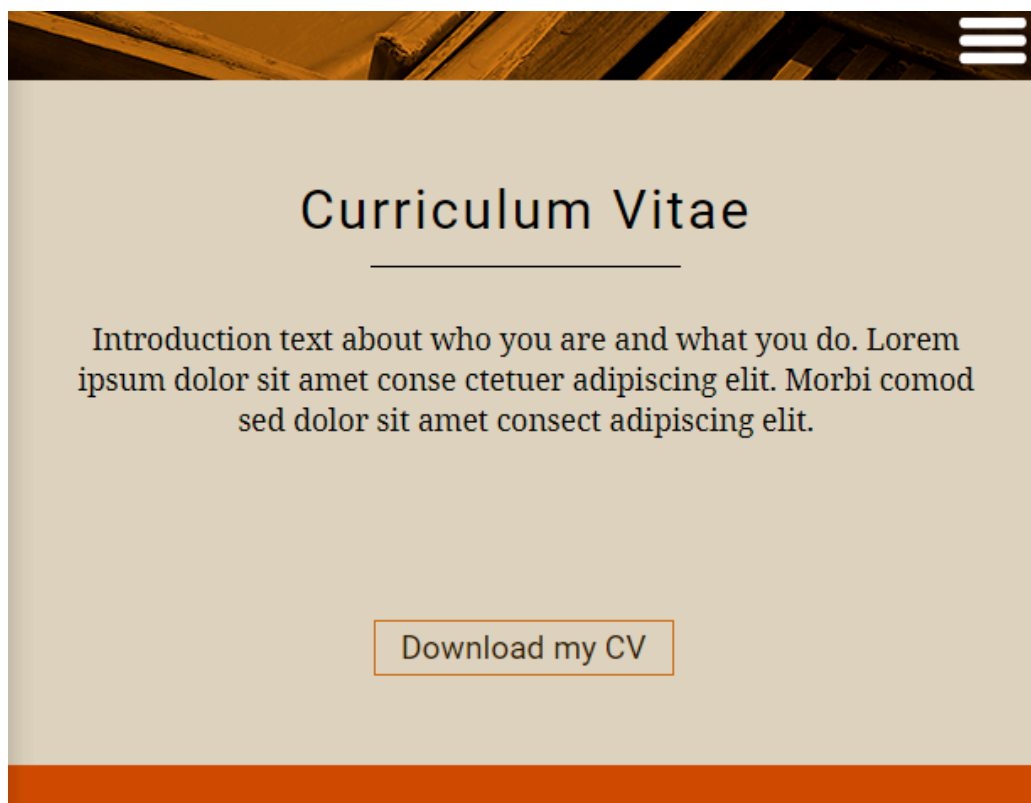 Curriculum Vitae
Introduction text about who you are and what you do. Lorem
ipsum dolor sit amet conse ctetuer adipiscing elit. Morbi comod
sed dolor sit amet consect adipiscing elit.
Download my CV